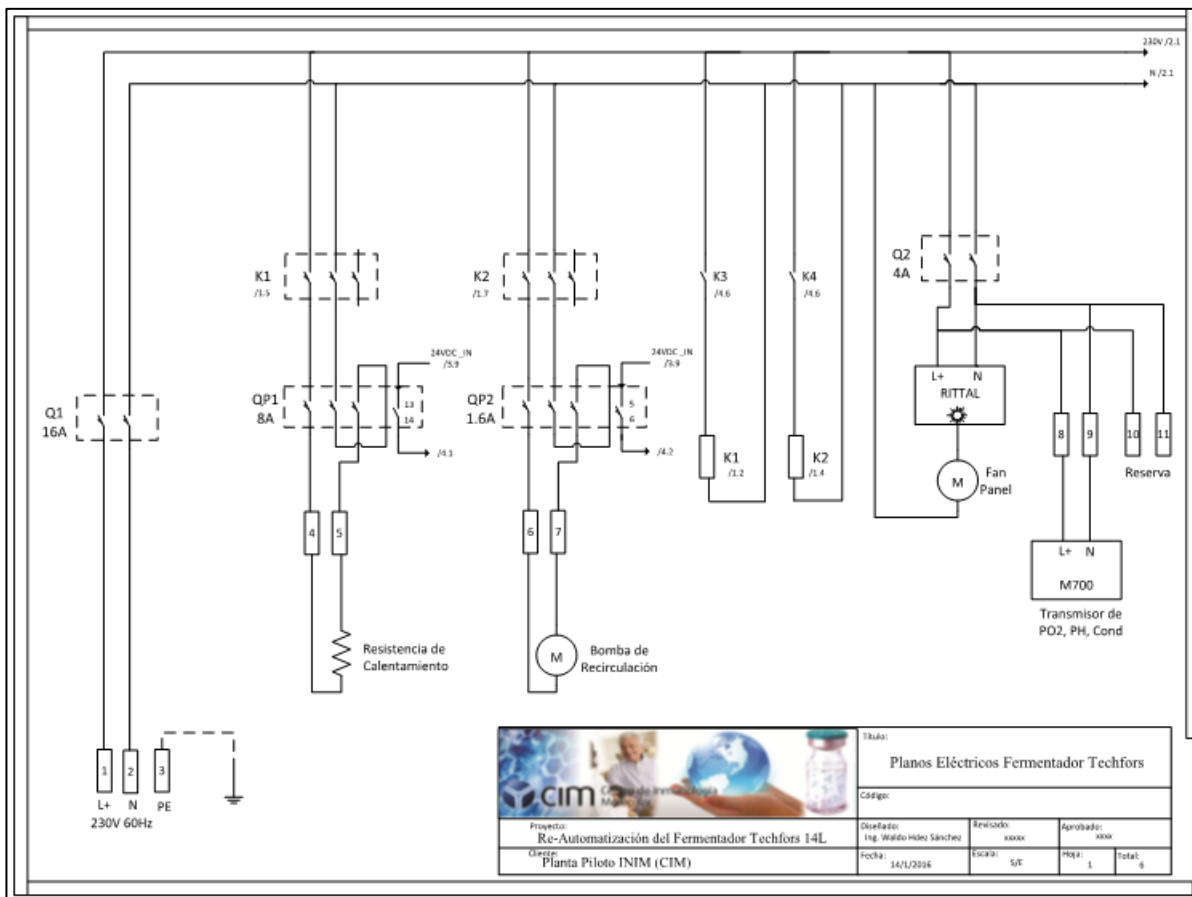 230V /2.1
N /2.1
K1
/1.5
K2
/1.7
K3
/4.6
K4
/4.6
Q2
4A
24VDC_IN
/3.9
24VDC_IN
/3.9
Q1
16A
QP1
8A
13
14
/4.1
QP2
1.6A
5
6
/4.2
L+ N
RITTAL
K1
/1.2
K2
/1.4
M
Fan
Panel
8
9
10
11
Reserva
4
5
6
7
L+ N
M700
Transmisor de
PO2, PH, Cond
Resistencia de
Calentamiento
M
Bomba de
Recirculación
1
2
3
L+ N PE
230V 60Hz
CIM
Título:
Planos Eléctricos Fermentador Techfors
Código:
Proyecto:
Re-Automatización del Fermentador Techfors 14L
Diseñado:
Ing. Waldo Hdez Sánchez
Revisado:
xxxxx
Aprobado:
xxxx
Cliente:
Planta Piloto INIM (CIM)
Fecha:
14/1/2016
Escala:
S/E
Hoja:
1
Total:
6